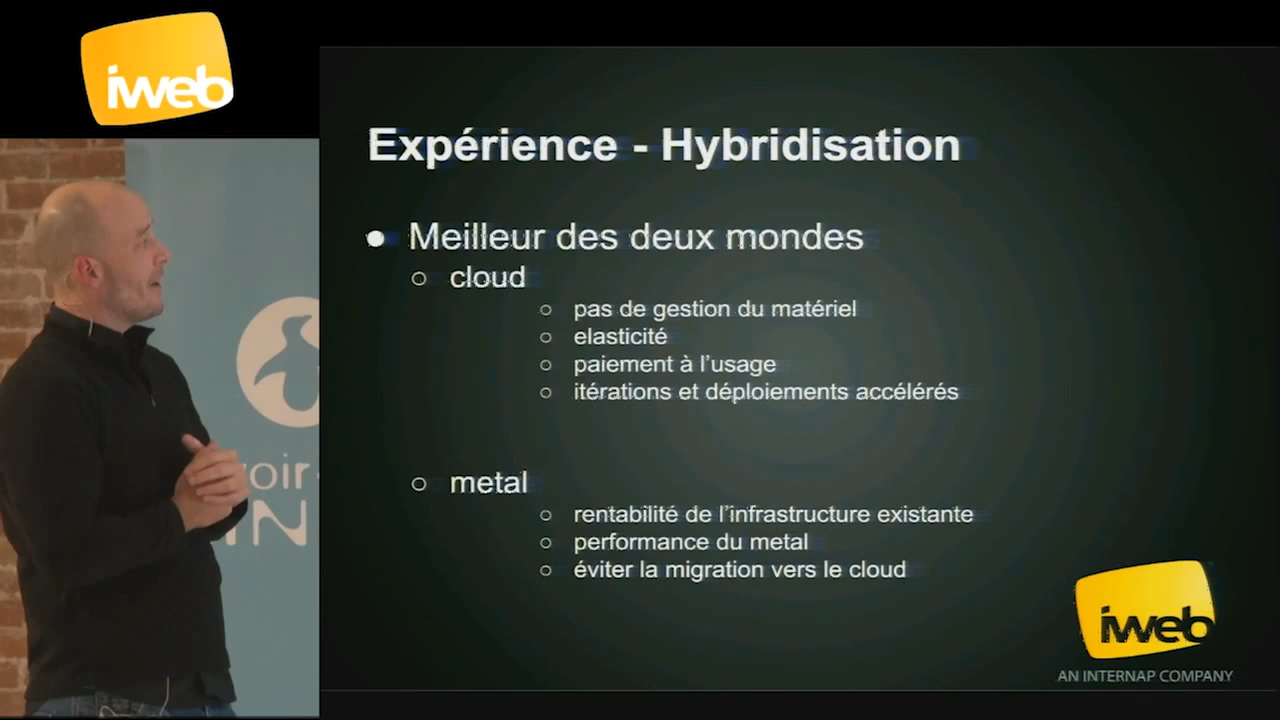 iweb
Expérience - Hybridisation
Meilleur des deux mondes
cloud
pas de gestion du matériel
elasticité
paiement à l'usage
itérations et déploiements accélérés
metal
rentabilité de l'infrastructure existante
performance du metal
éviter la migration vers le cloud
oir-
IN
iweb
AN INTERNAP COMPANY